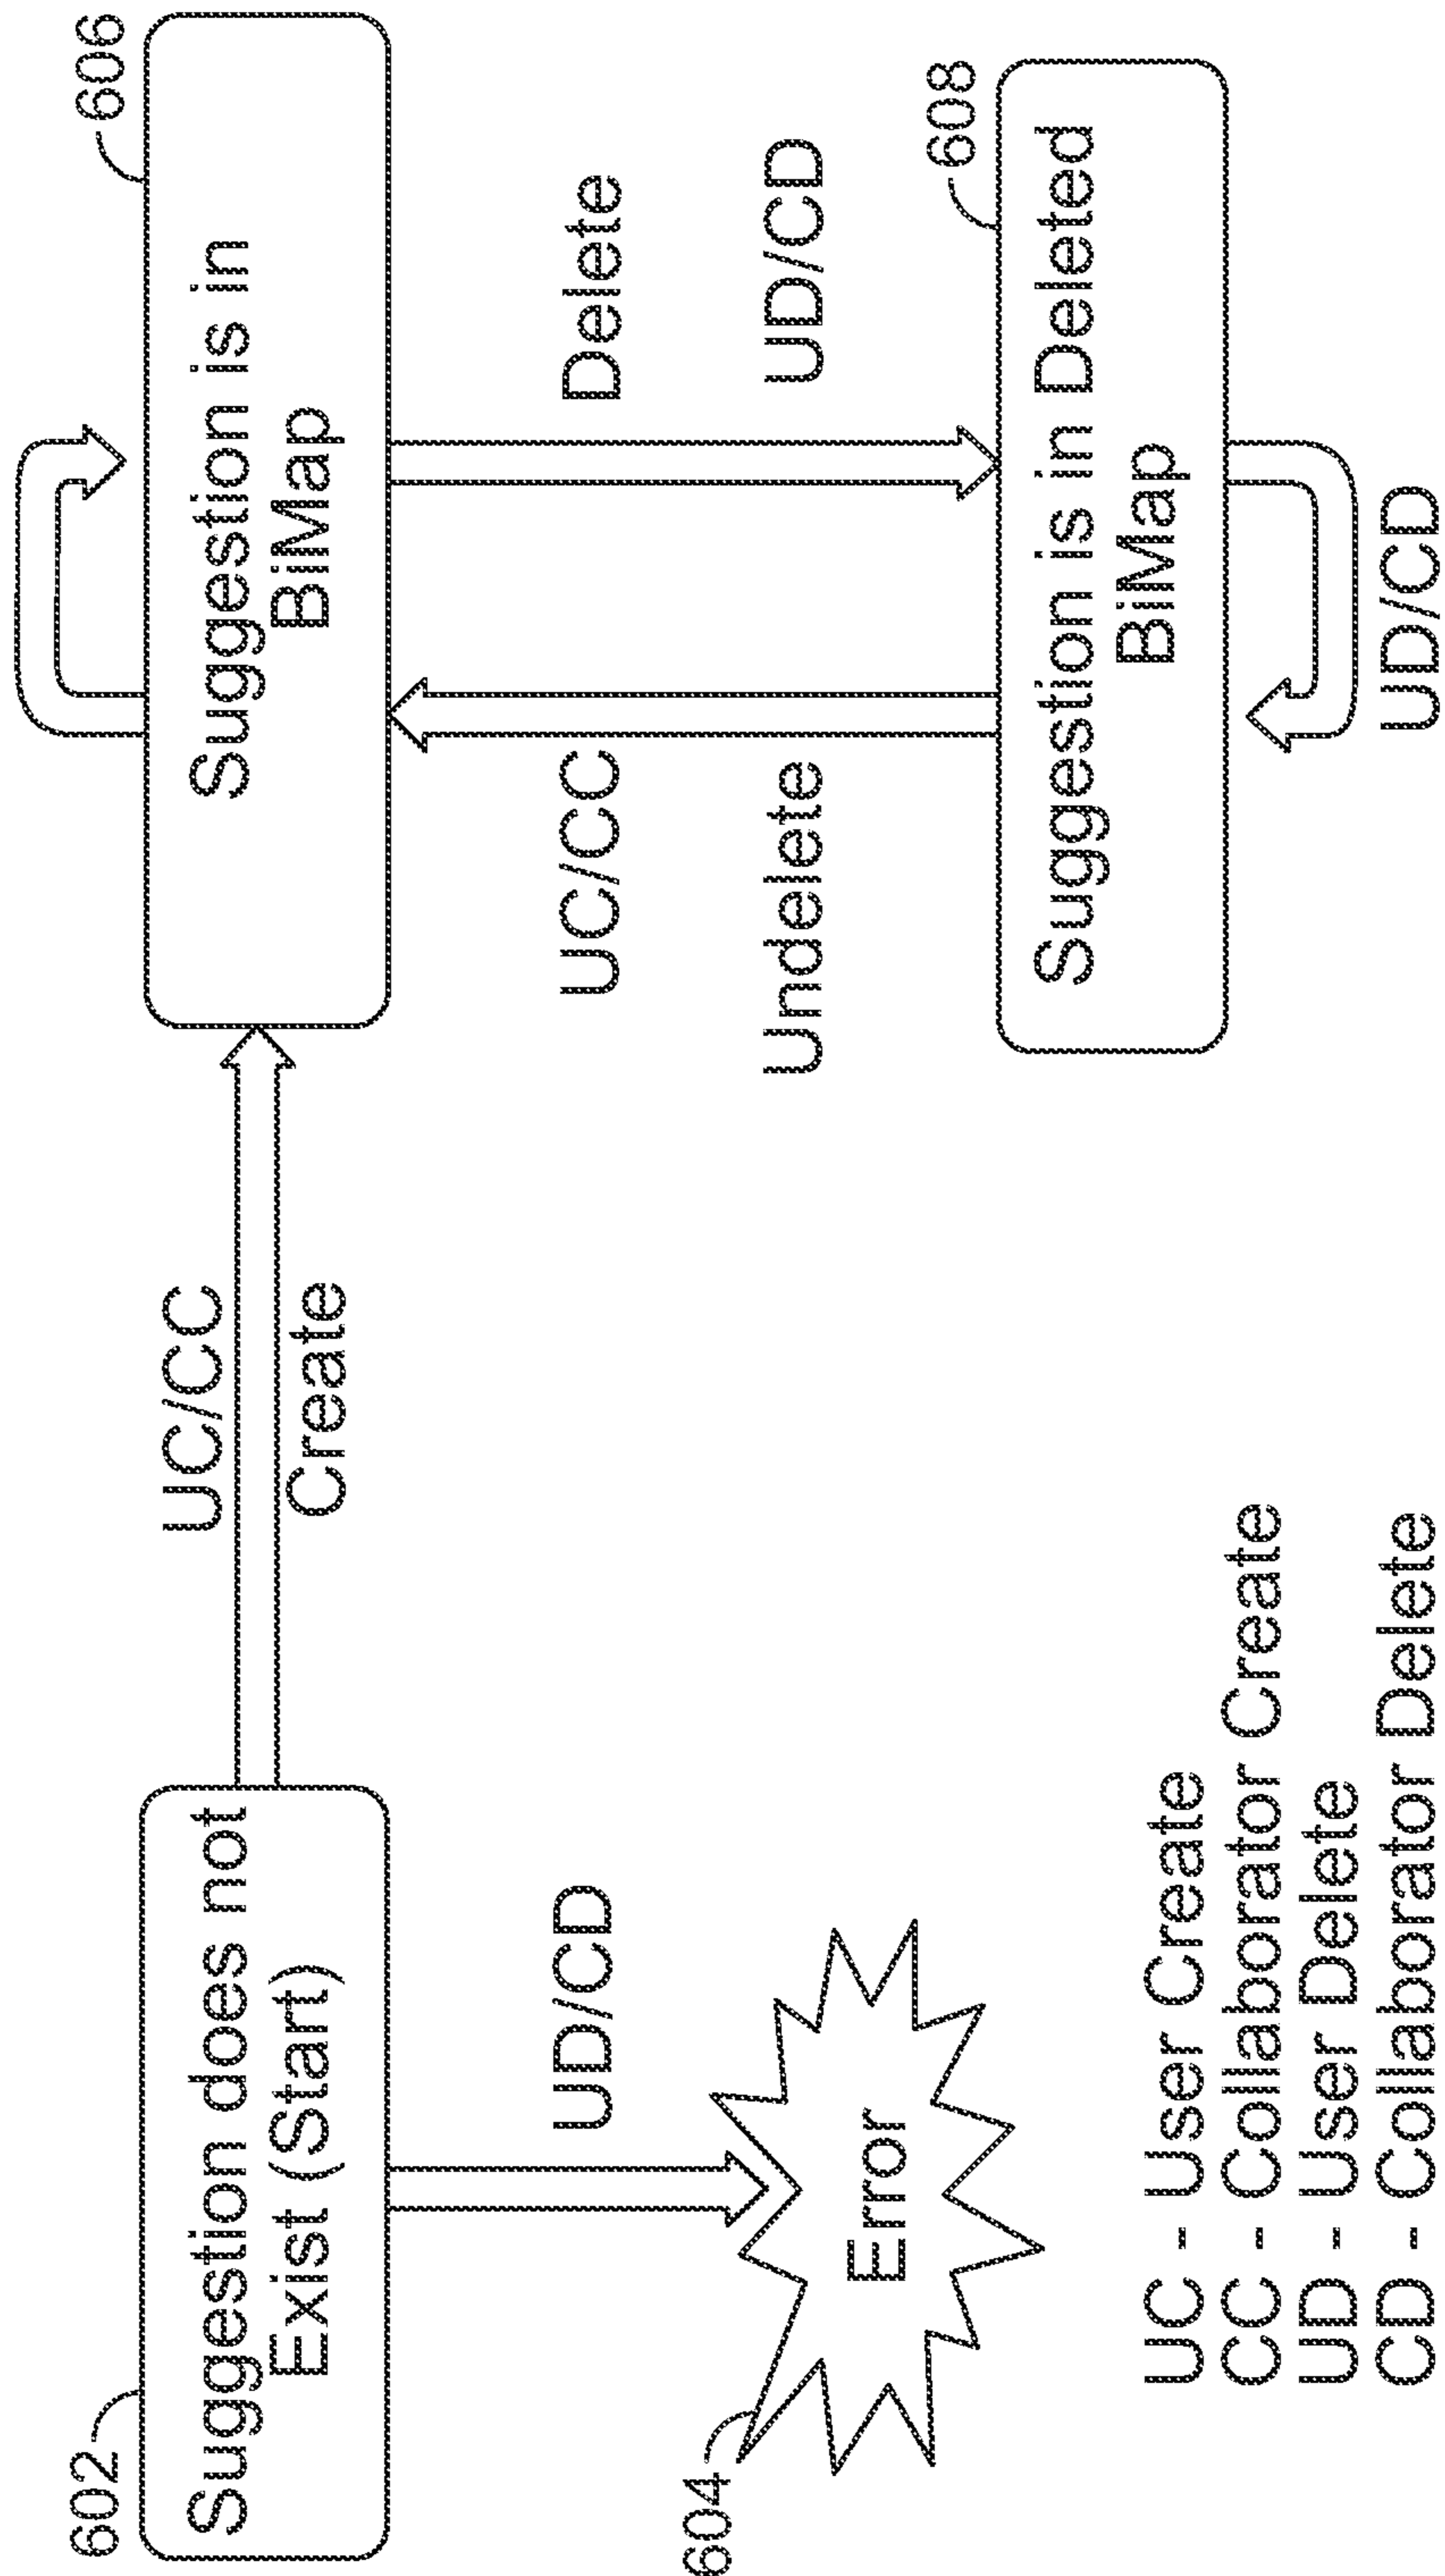 602
Suggestion does not
Exist (Start)
UC/CC
Create
606
Suggestion is in
BiMap
UD/CD
604
Error
UC/CC
Undelete
Delete
UD/CD
608
Suggestion is in Deleted
BiMap
UD/CD
UC - User Create
CC - Collaborator Create
UD - User Delete
CD - Collaborator Delete